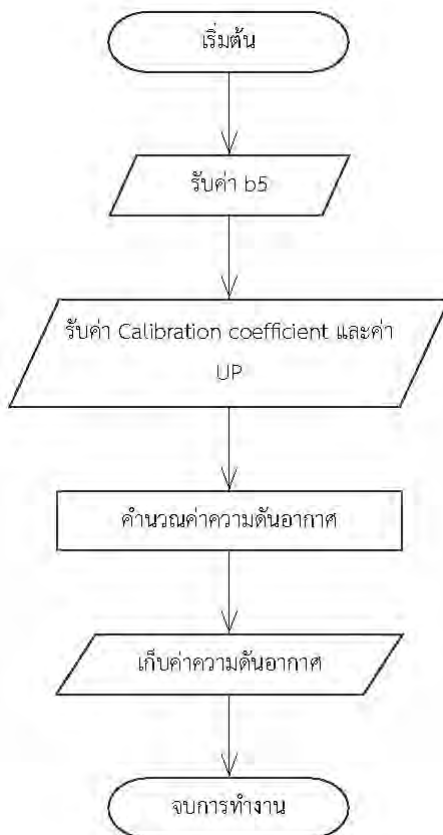 เริ่มต้น
รับค่า b5
รับค่า Calibration coefficient และค่า
UP
คำนวณค่าความดันอากาศ
เก็บค่าความดันอากาศ
จบการทำงาน